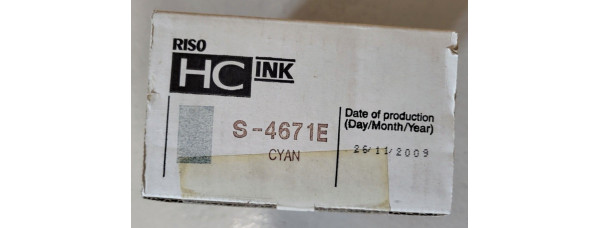 RISO
HC INK
S-4671E
CYAN
Date of production
(Day/Month/Year)
26/11/2009